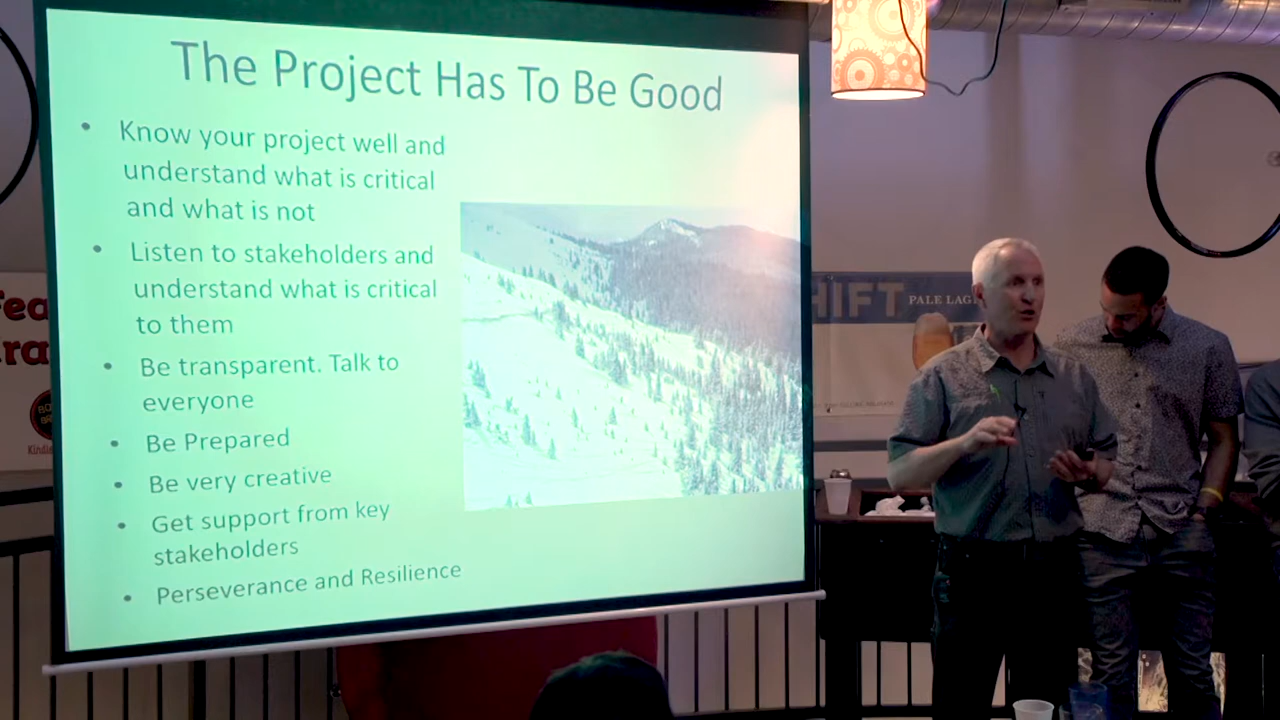 The Project Has To Be Good
• Know your project well and
understand what is critical
and what is not
• Listen to stakeholders and
understand what is critical
to them
• Be transparent. Talk to
everyone
• Be Prepared
• Be very creative
• Get support from key
stakeholders
• Perseverance and Resilience
HIFT PALE LAG